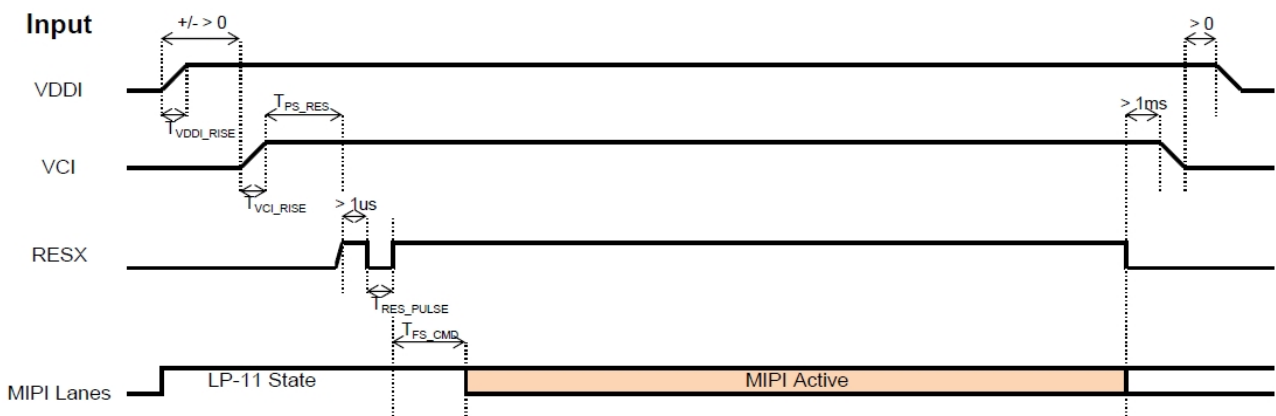 Input
+/- > 0
> 0
VDDI
T_PS_RES
> 1ms
T_VDDI_RISE
VCI
T_VCI_RISE
> 1us
RESX
T_RES_PULSE
T_FS_CMD
LP-11 State
MIPI Active
MIPI Lanes